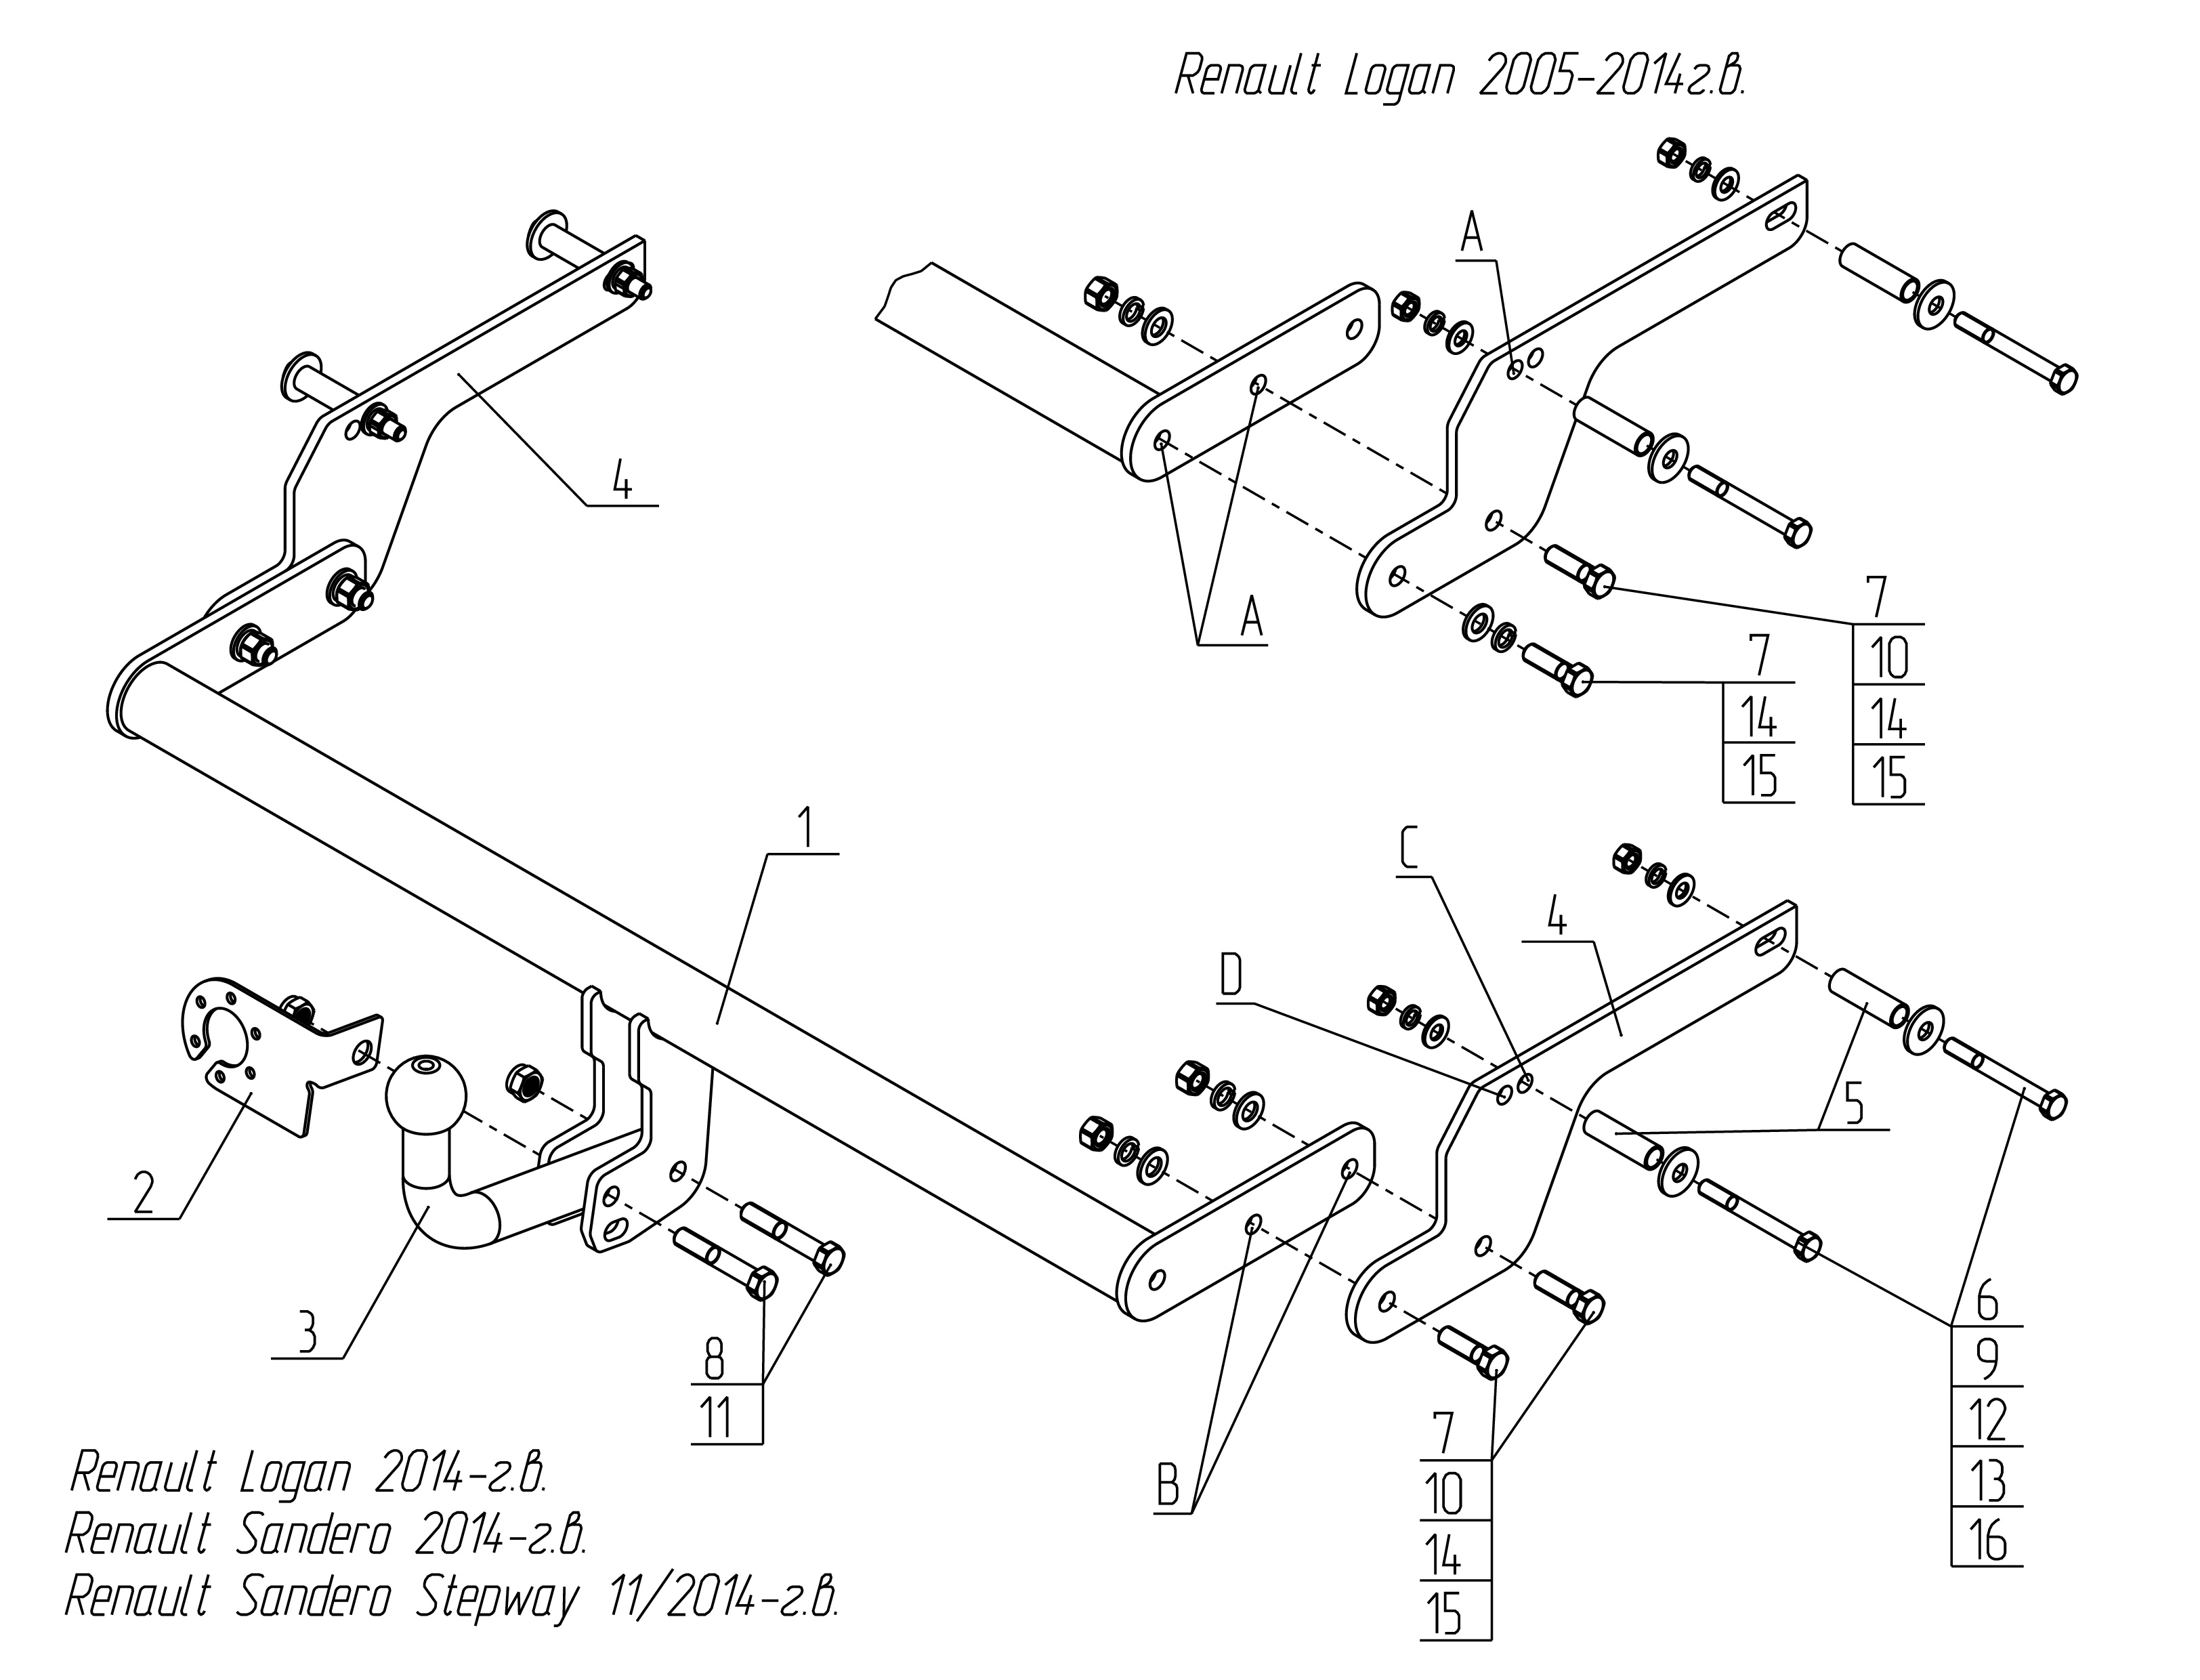 Renault Logan 2005-2014г.в.
A
4
A
7
10
14
15
7
14
15
1
C
4
D
5
2
3
6
9
12
13
16
8
11
7
10
14
15
B
Renault Logan 2014-г.в.
Renault Sandero 2014-г.в.
Renault Sandero Stepway 11/2014-г.в.